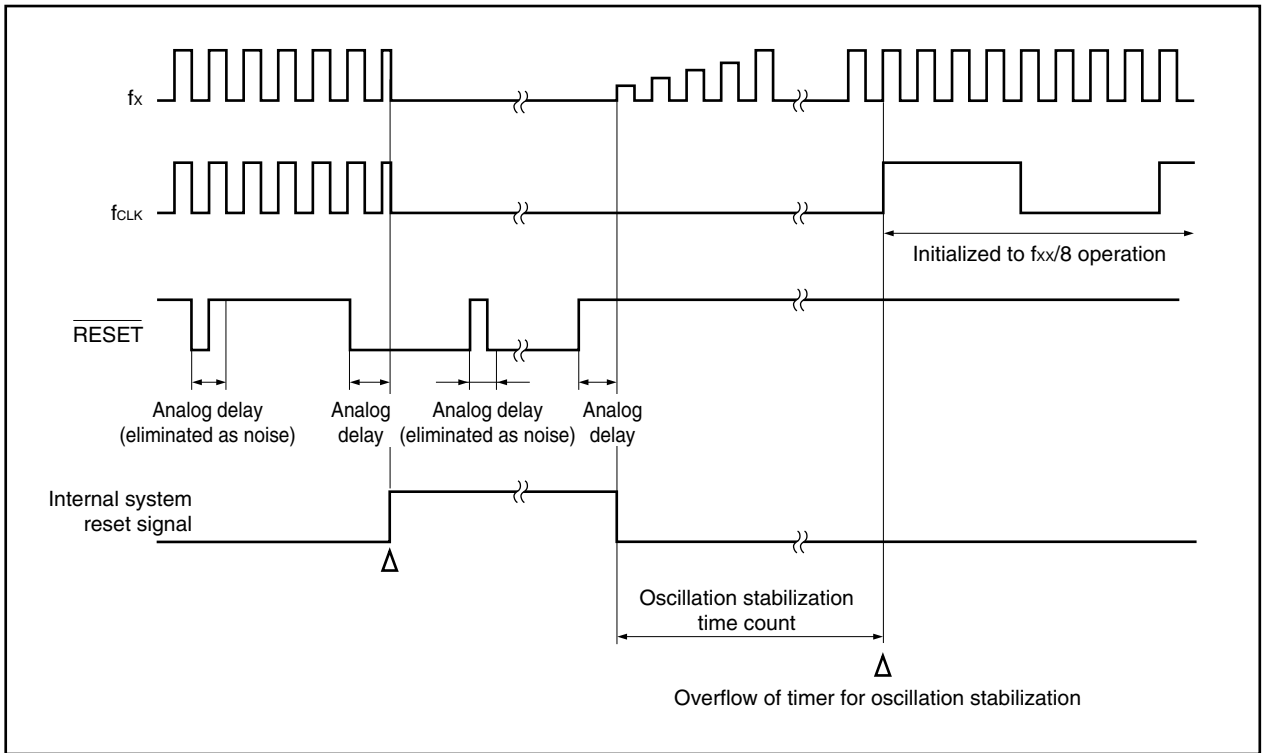 fX
fCLK
Initialized to fXX/8 operation
RESET
Analog delay
(eliminated as noise)
Analog
delay
Analog delay
(eliminated as noise)
Analog
delay
Internal system
reset signal
Oscillation stabilization
time count
Overflow of timer for oscillation stabilization